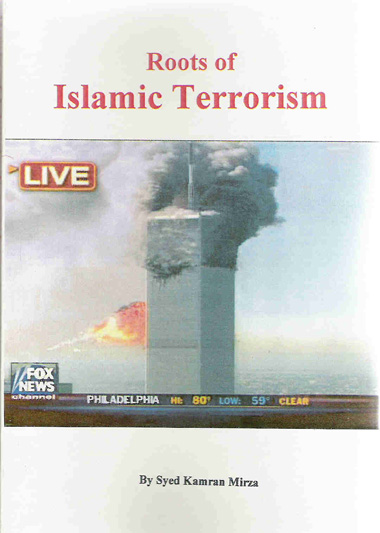 Roots of
Islamic Terrorism
LIVE
FOX
NEWS
channel
PHILADELPHIA HI: 80° LOW: 59° CLEAR
By Syed Kamran Mirza